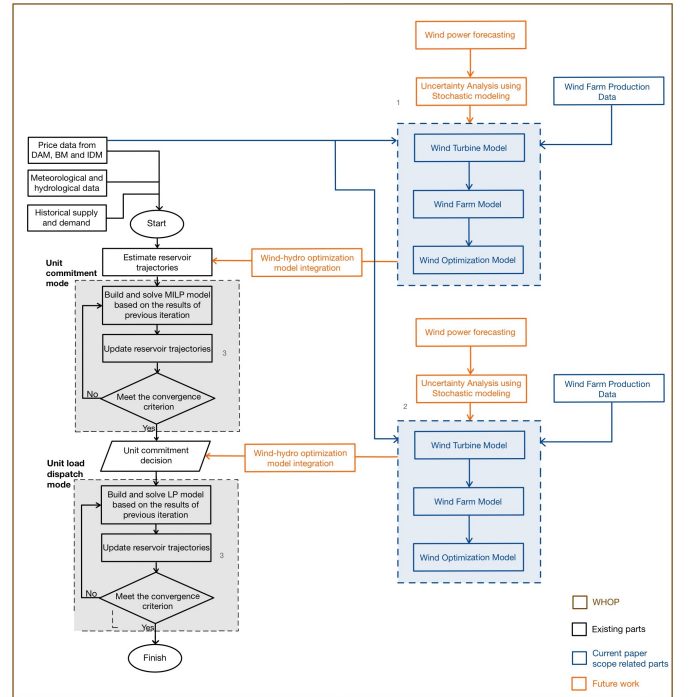 Wind power forecasting
Uncertainty Analysis using
Stochastic modeling
1
Wind Farm Production
Data
Price data from
DAM, BM and IDM
Meteorological and
hydrological data
Historical supply
and demand
Start
Wind Turbine Model
Wind Farm Model
Wind Optimization Model
Estimate reservoir
trajectories
Wind-hydro optimization
model integration
Unit
commitment
mode
Build and solve MILP model
based on the results of
previous iteration
Update reservoir trajectories
3
No
Meet the convergence
criterion
Yes
Wind power forecasting
Uncertainty Analysis using
Stochastic modeling
2
Wind Farm Production
Data
Unit commitment
decision
Wind-hydro optimization
model integration
Wind Turbine Model
Wind Farm Model
Wind Optimization Model
Unit load
dispatch
mode
Build and solve LP model
based on the results of
previous iteration
Update reservoir trajectories
3
No
Meet the convergence
criterion
Yes
Finish
WHOP
Existing parts
Current paper
scope related parts
Future work